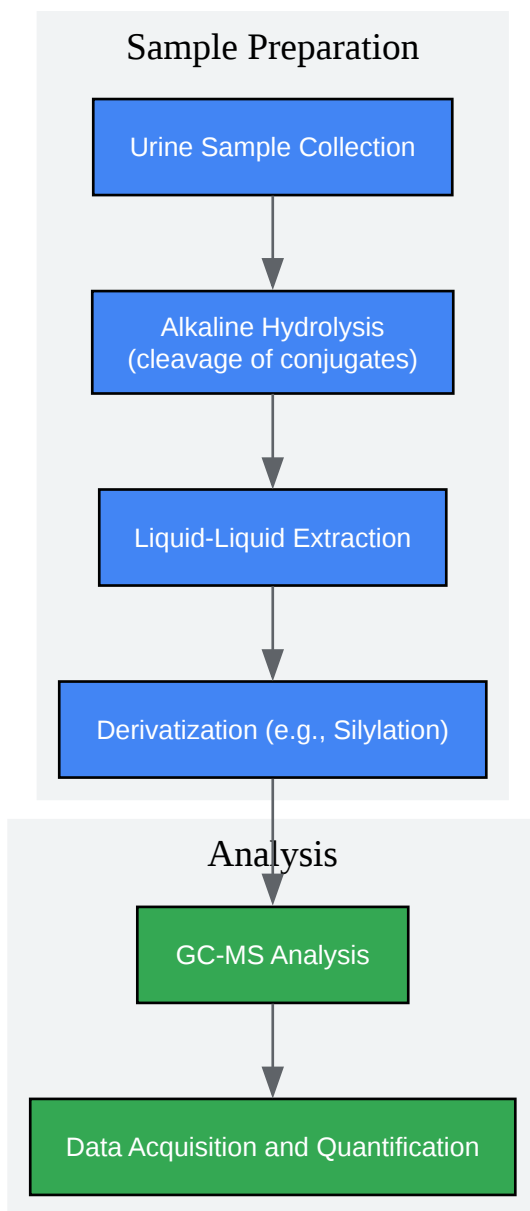 Sample Preparation
Urine Sample Collection
Alkaline Hydrolysis
(cleavage of conjugates)
Liquid-Liquid Extraction
Derivatization (e.g., Silylation)
Analysis
GC-MS Analysis
Data Acquisition and Quantification